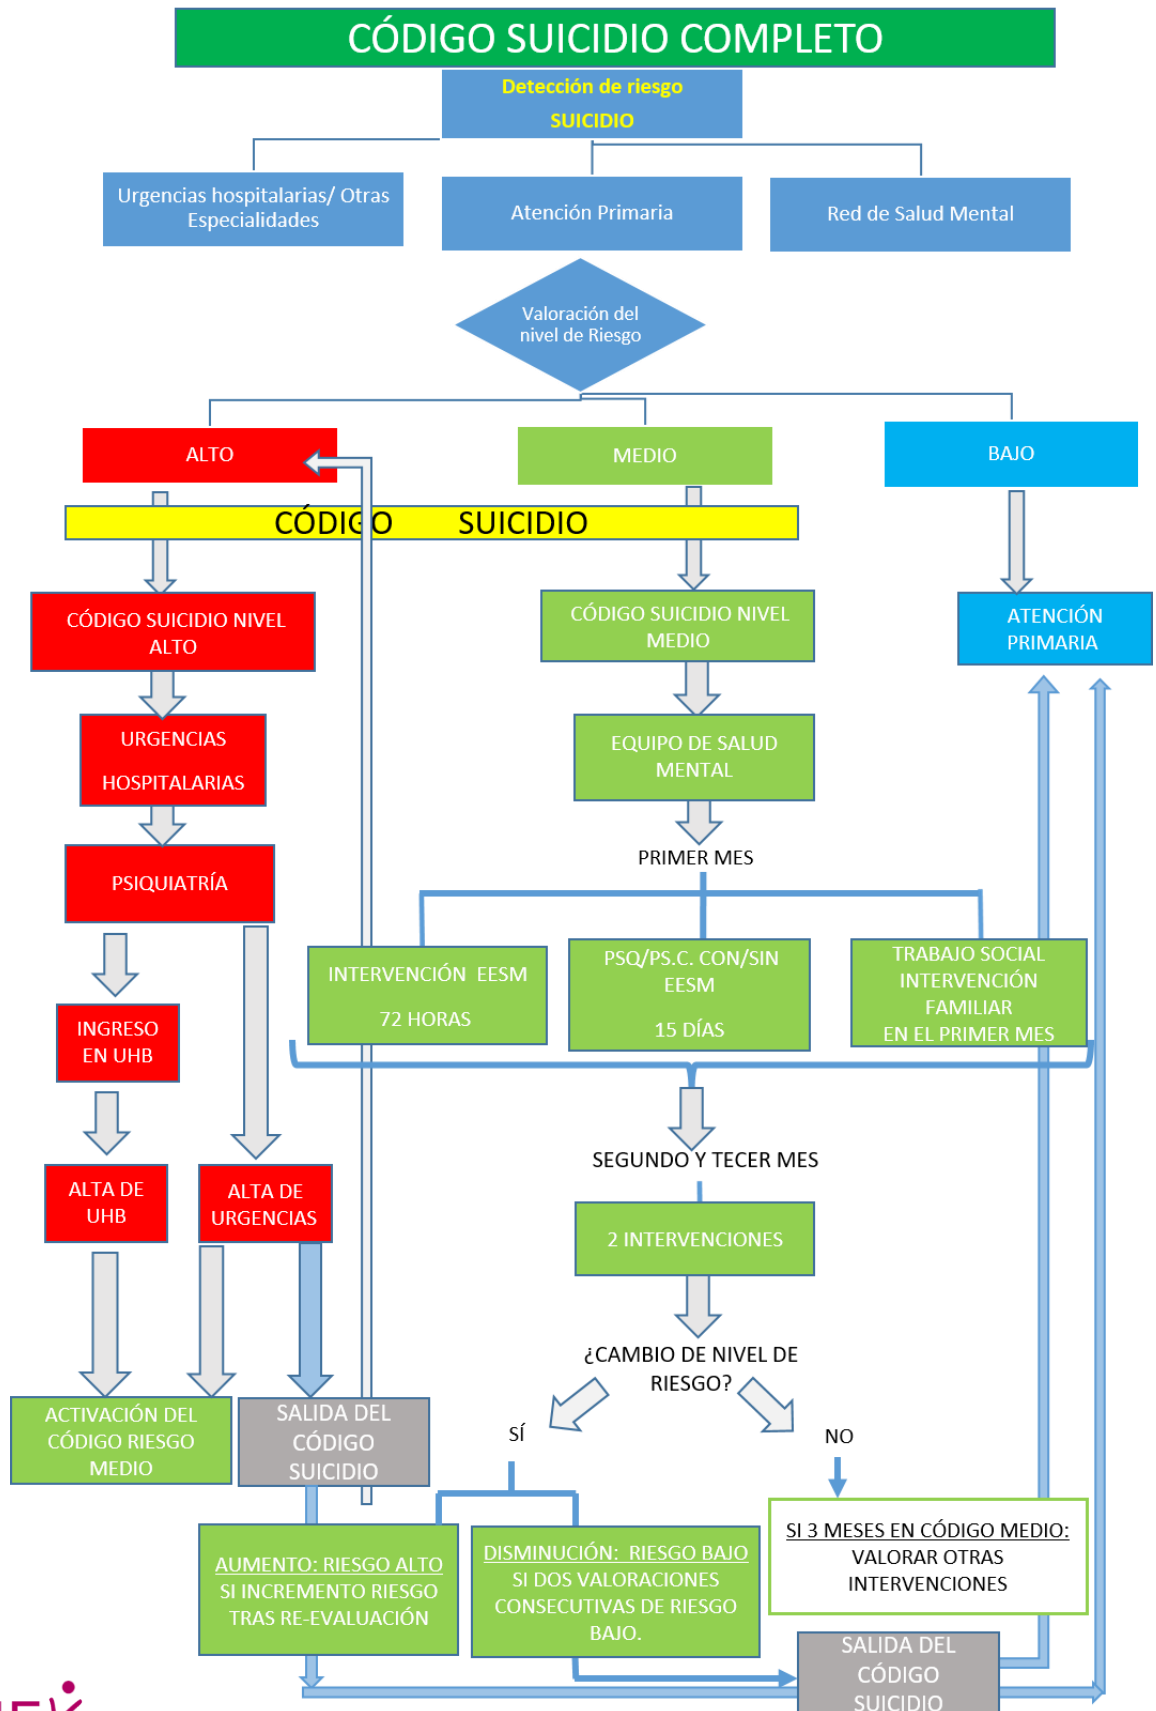 CÓDIGO SUICIDIO COMPLETO
Detección de riesgo
SUICIDIO
Urgencias hospitalarias/ Otras
Especialidades
Atención Primaria
Red de Salud Mental
Valoración del
nivel de Riesgo
ALTO
MEDIO
BAJO
CÓDIGO SUICIDIO
CÓDIGO SUICIDIO NIVEL
ALTO
CÓDIGO SUICIDIO NIVEL
MEDIO
ATENCIÓN
PRIMARIA
URGENCIAS
HOSPITALARIAS
EQUIPO DE SALUD
MENTAL
PSIQUIATRÍA
PRIMER MES
INTERVENCIÓN EESM
72 HORAS
PSQ/PS.C. CON/SIN
EESM
15 DÍAS
TRABAJO SOCIAL
INTERVENCIÓN
FAMILIAR
EN EL PRIMER MES
INGRESO
EN UHB
SEGUNDO Y TECER MES
ALTA DE
UHB
ALTA DE
URGENCIAS
2 INTERVENCIONES
¿CAMBIO DE NIVEL DE
RIESGO?
ACTIVACIÓN DEL
CÓDIGO RIESGO
MEDIO
SALIDA DEL
CÓDIGO
SUICIDIO
SÍ
NO
AUMENTO: RIESGO ALTO
SI INCREMENTO RIESGO
TRAS RE-EVALUACIÓN
DISMINUCIÓN: RIESGO BAJO
SI DOS VALORACIONES
CONSECUTIVAS DE RIESGO
BAJO.
SI 3 MESES EN CÓDIGO MEDIO:
VALORAR OTRAS
INTERVENCIONES
SALIDA DEL
CÓDIGO
SUICIDIO